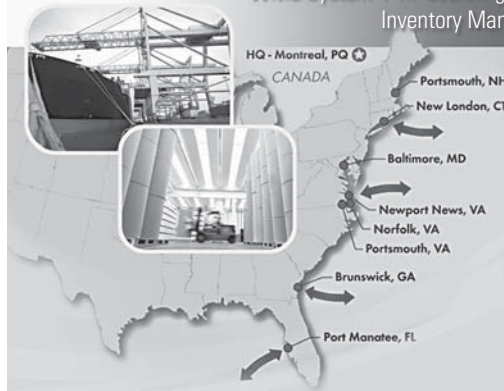 Inventory Mar
HQ - Montreal, PQ
CANADA
Portsmouth, NH
New London, CT
Baltimore, MD
Newport News, VA
Norfolk, VA
Portsmouth, VA
Brunswick, GA
Port Manatee, FL